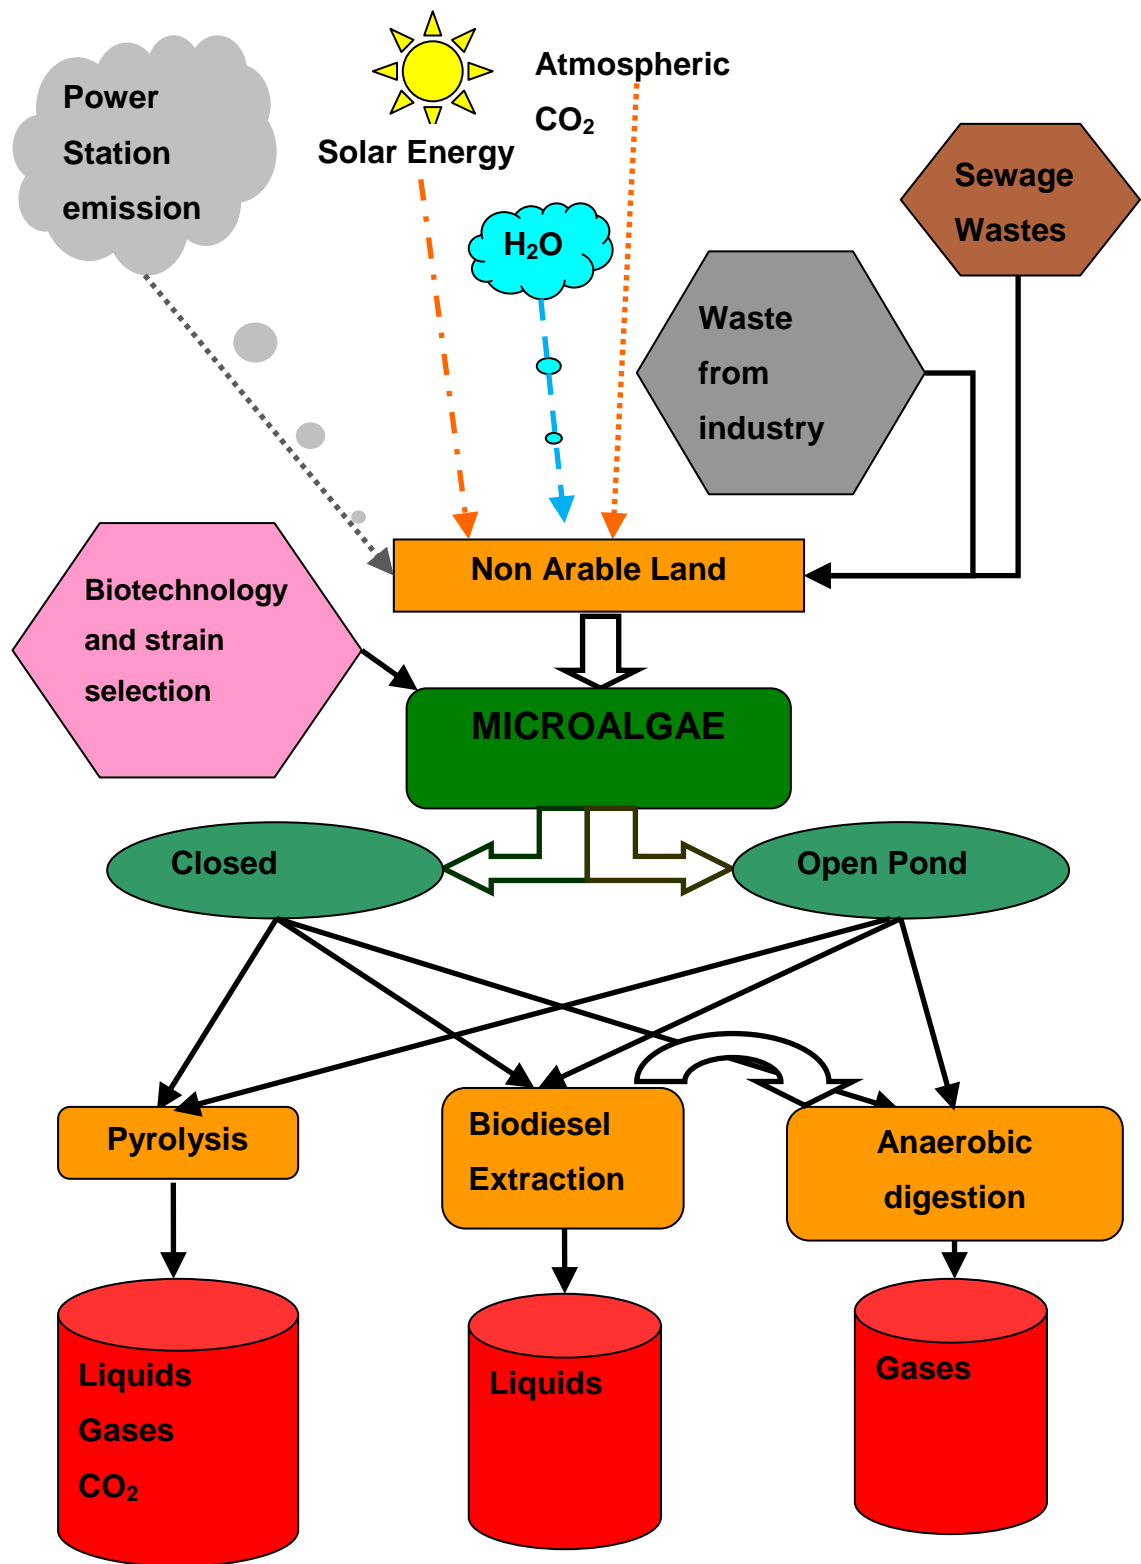 Power
Station
emission
Solar Energy
Atmospheric
CO₂
H₂O
Sewage
Wastes
Waste
from
industry
Non Arable Land
Biotechnology
and strain
selection
MICROALGAE
Closed
Open Pond
Pyrolysis
Biodiesel
Extraction
Anaerobic
digestion
Liquids
Gases
CO₂
Liquids
Gases